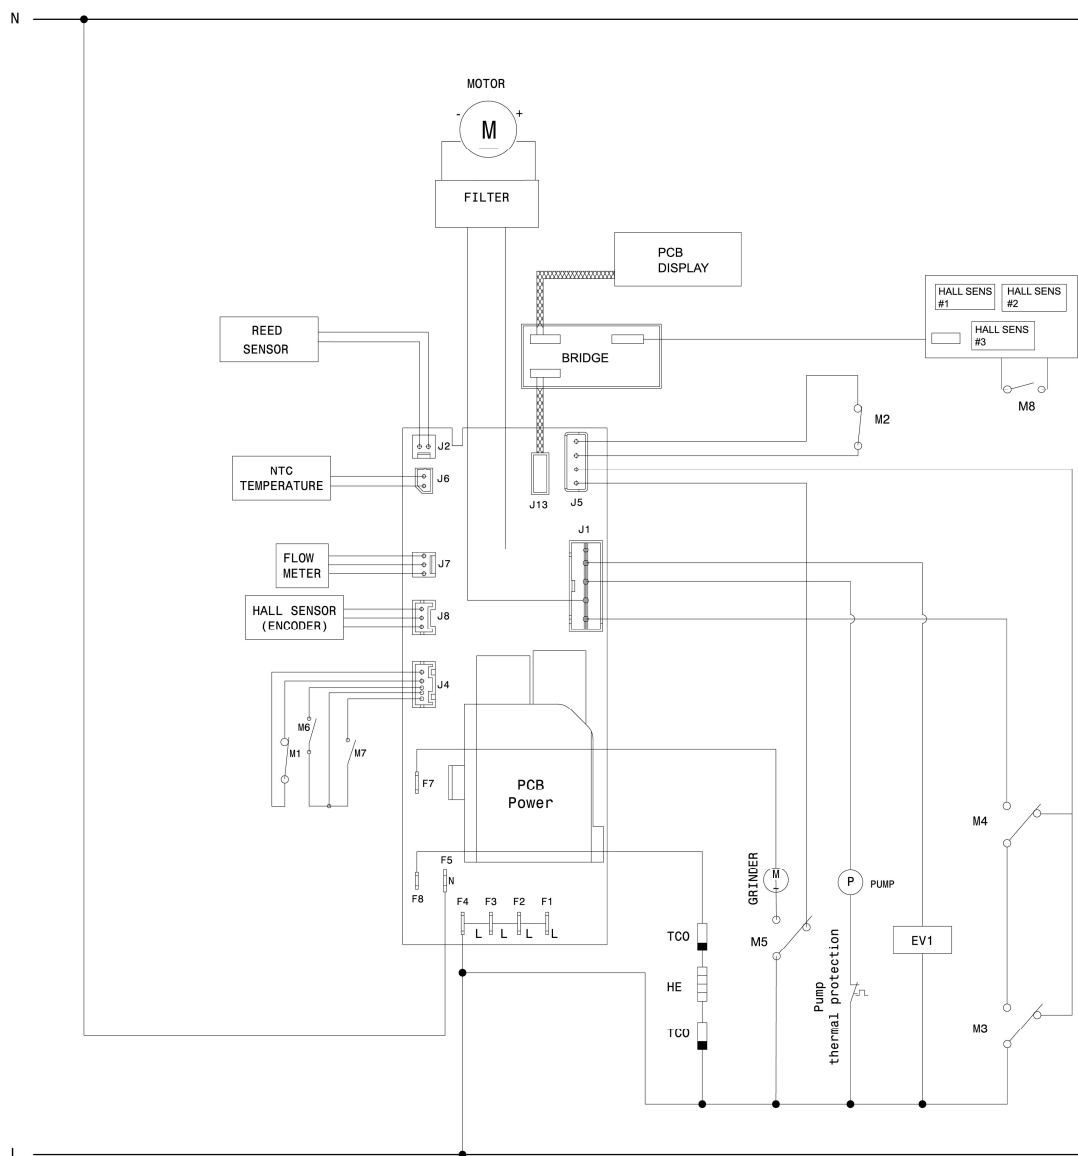 N
MOTOR
- +
M
FILTER
PCB
DISPLAY
HALL SENS
#1
HALL SENS
#2
HALL SENS
#3
REED
SENSOR
BRIDGE
M8
M2
J2
NTC
TEMPERATURE
J6
J13
J5
J1
FLOW
METER
J7
HALL SENSOR
(ENCODER)
J8
J4
M6
M1
M7
PCB
Power
F7
M4
F5
N
F8
GRINDER
M
P
PUMP
F4
F3
F2
F1
L
L
L
L
TCO
M5
EV1
HE
Pump
thermal protection
TCO
M3
L